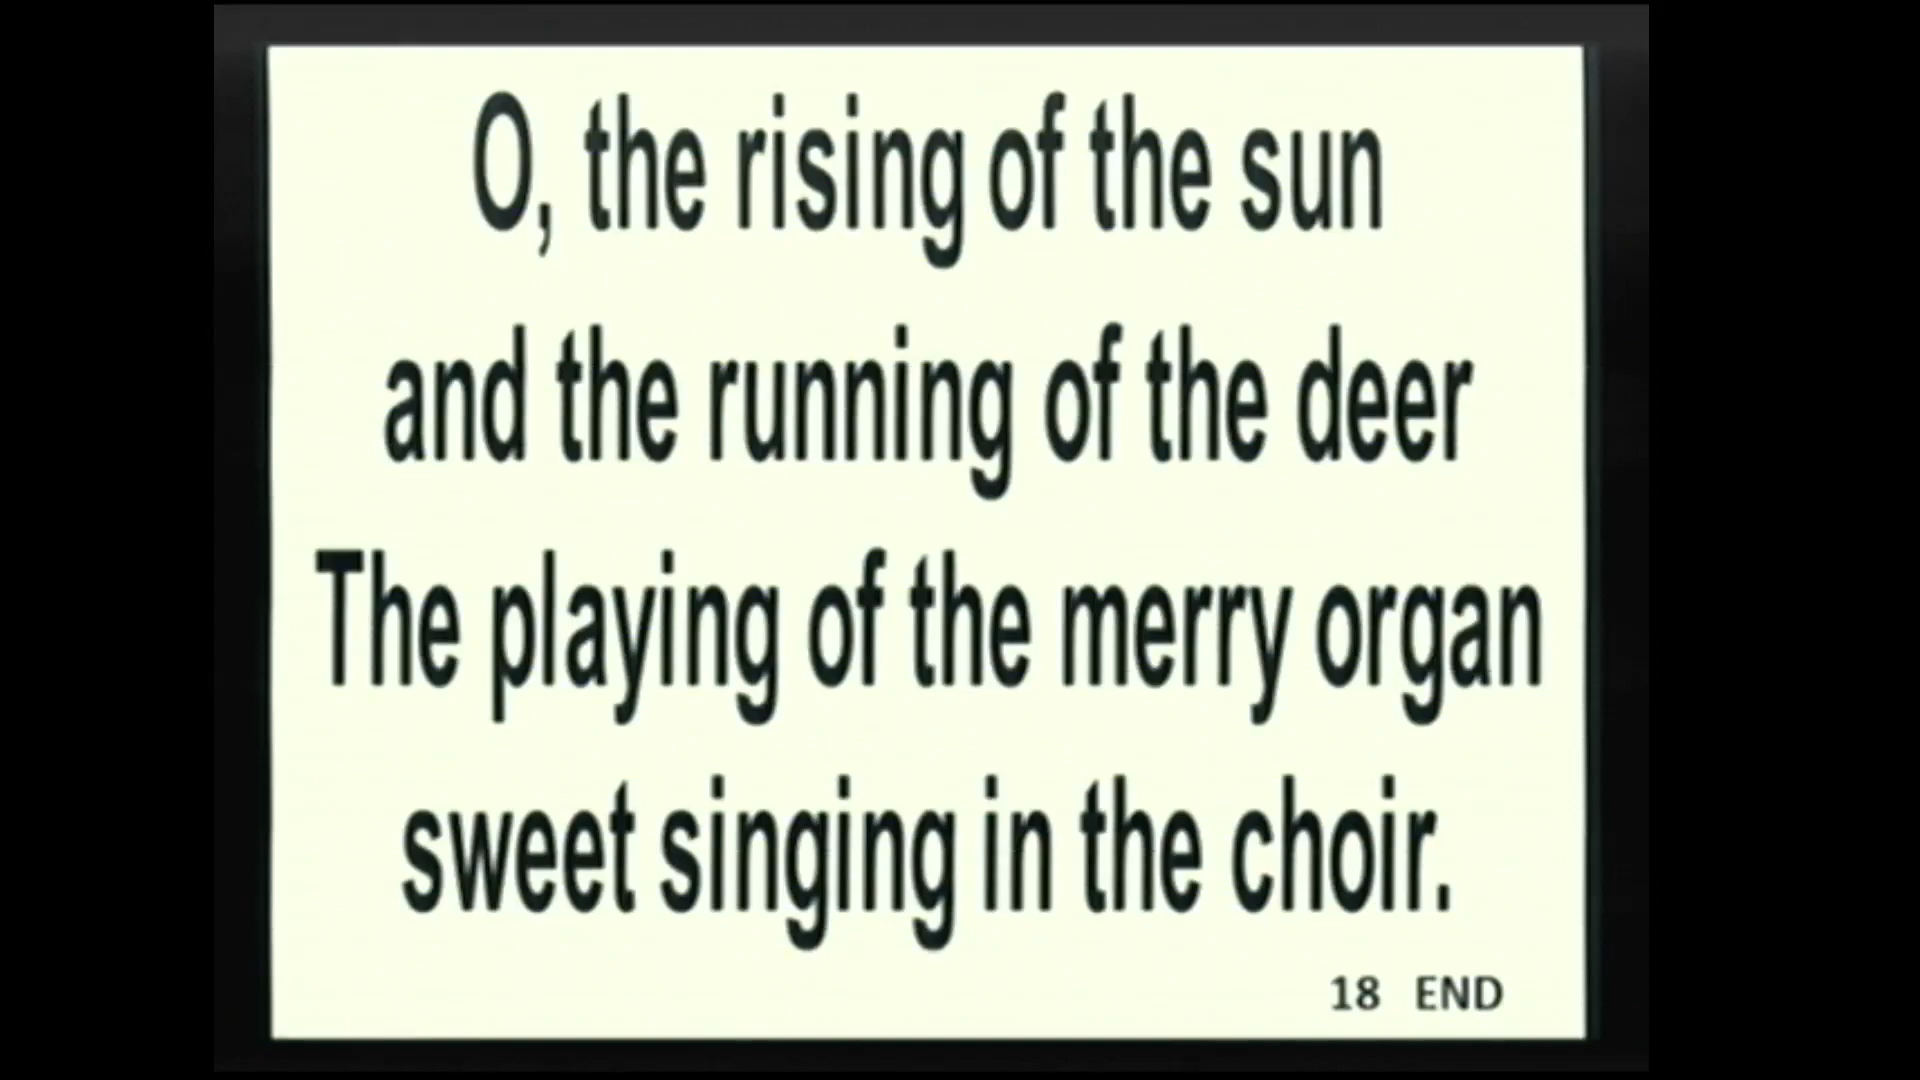 O, the rising of the sun
and the running of the deer
The playing of the merry organ
sweet singing in the choir.
18 END